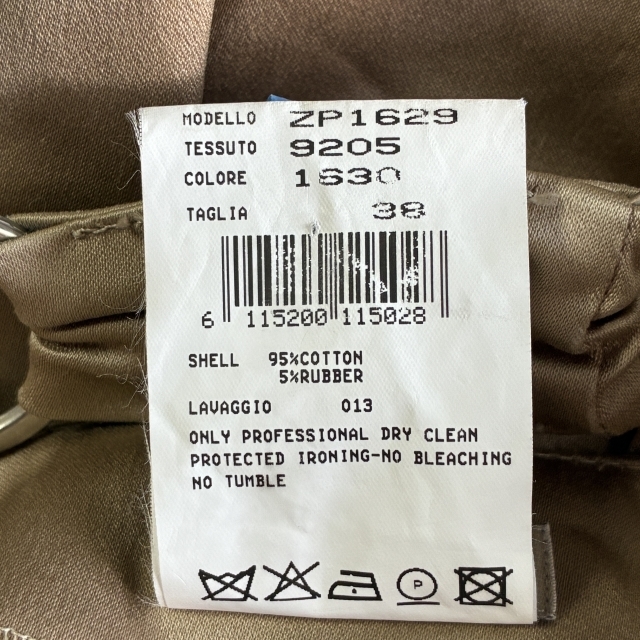 MODELLO ZP1629
TESSUTO 9205
COLORE 1630
TAGLIA 38
6 115200 115028
SHELL 95%COTTON
5%RUBBER
LAVAGGIO 013
ONLY PROFESSIONAL DRY CLEAN
PROTECTED IRONING-NO BLEACHING
NO TUMBLE
P